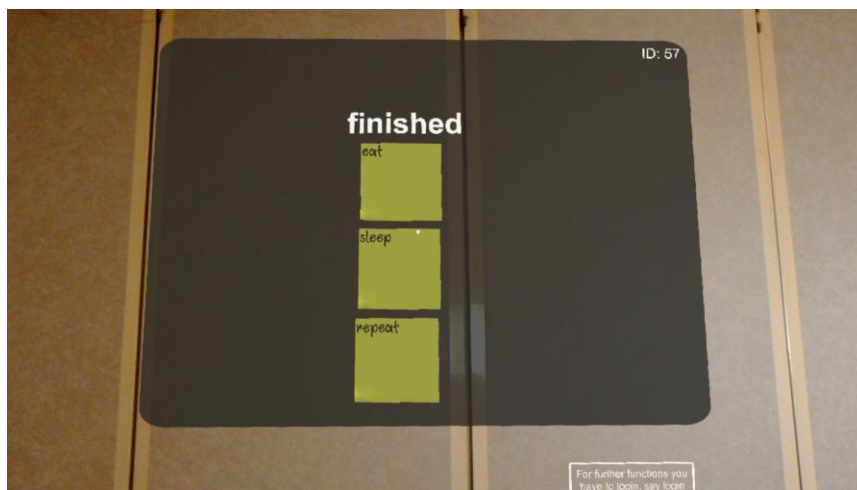 ID: 57
finished
eat
sleep
repeat
For further functions you
have to login, say login